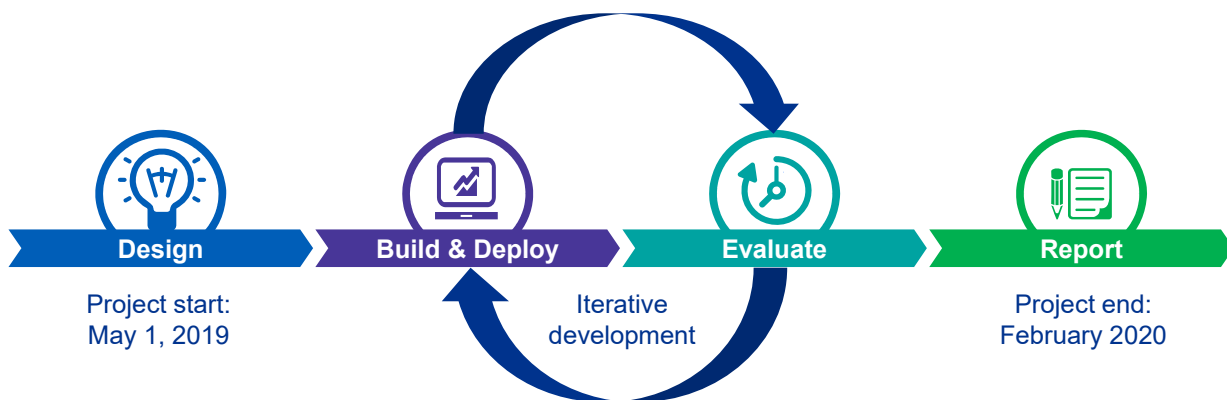 Design
Build & Deploy
Evaluate
Report
Project start:
May 1, 2019
Iterative
development
Project end:
February 2020